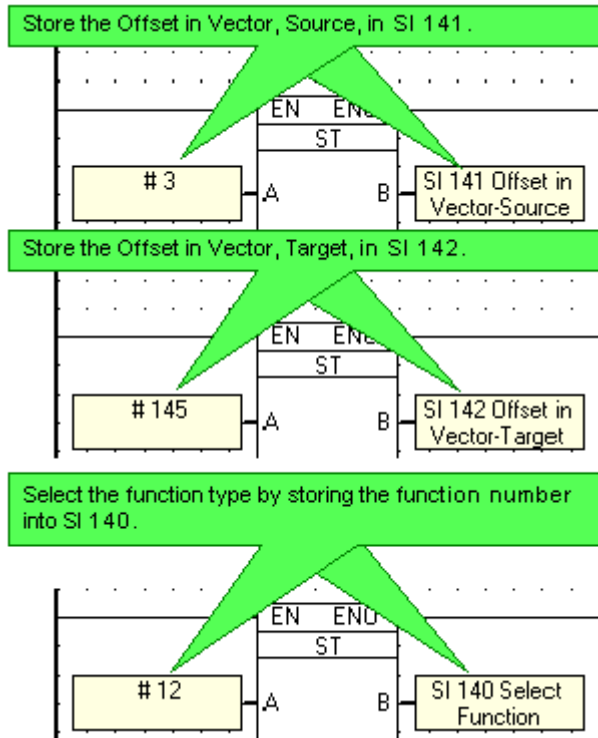 Store the Offset in Vector, Source, in SI 141.
EN EN
ST
# 3
A
B
SI 141 Offset in
Vector-Source
Store the Offset in Vector, Target, in SI 142.
EN EN
ST
# 145
A
B
SI 142 Offset in
Vector-Target
Select the function type by storing the function number
into SI 140.
EN ENO
ST
# 12
A
B
SI 140 Select
Function